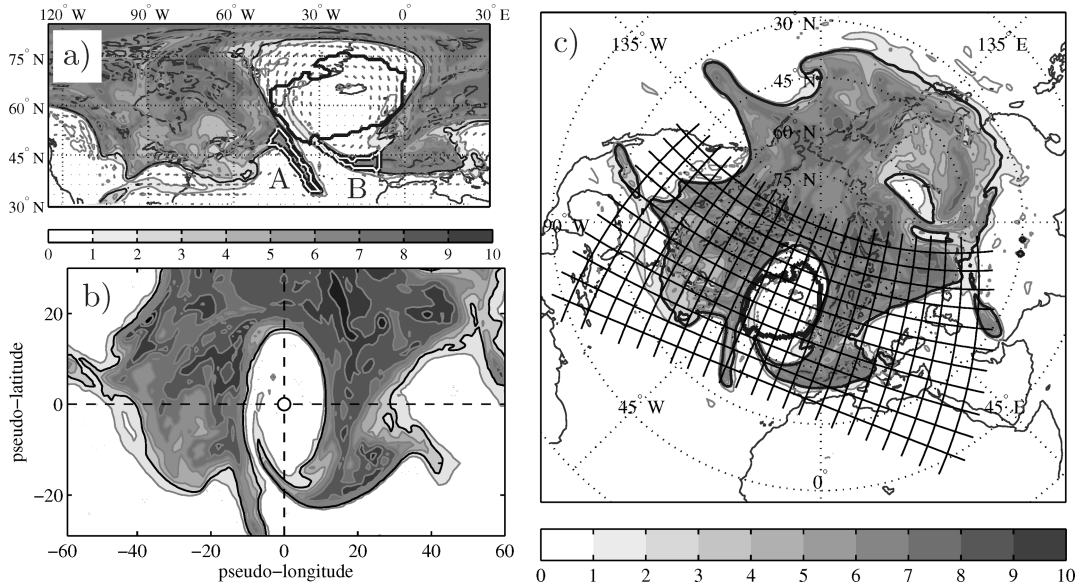 120° W 90° W 60° W 30° W 0° 30° E
a)
75° N
60° N
45° N
30° N
A B
0 1 2 3 4 5 6 7 8 9 10
b)
20
0
−20
pseudo−latitude
−60 −40 −20 0 20 40 60
pseudo−longitude
c)
30° N
135° W 135° E
45° N
60° N
75° N
90° W
45° W 45° E
0°
0 1 2 3 4 5 6 7 8 9 10